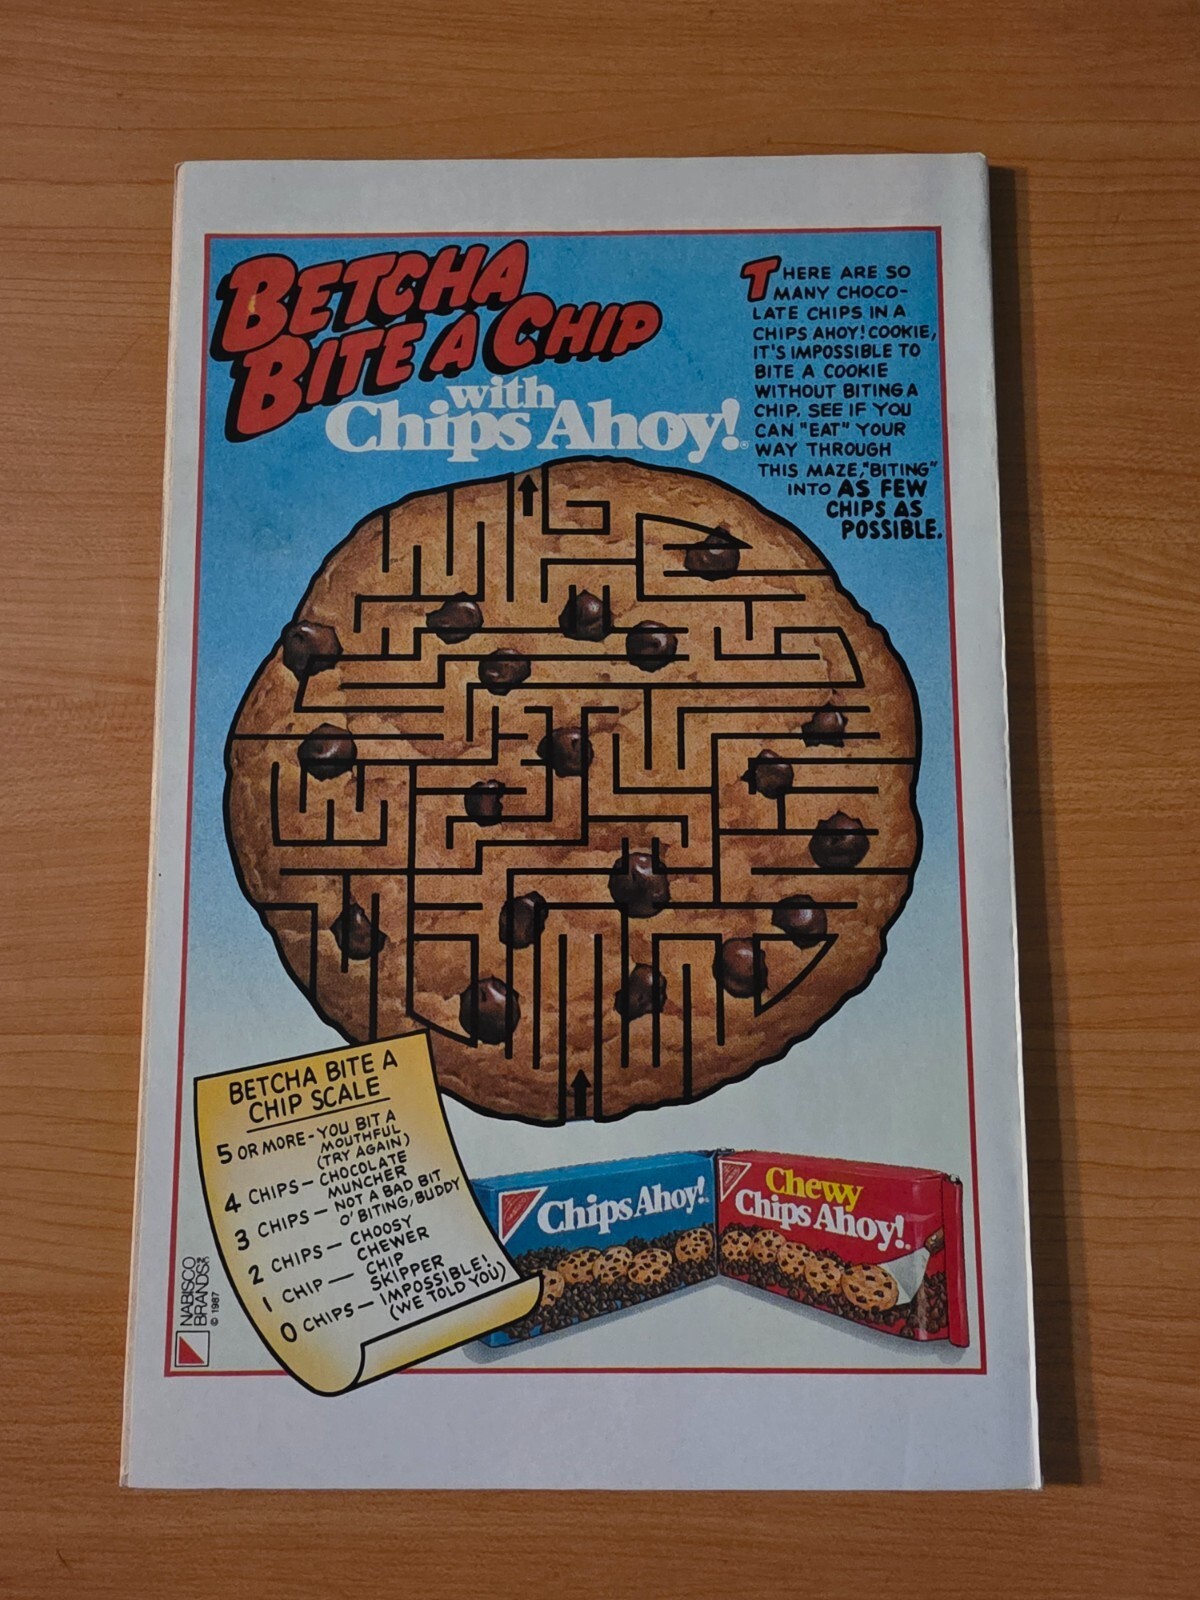 BETCHA
BITE A CHIP
with
Chips Ahoy!®
THERE ARE SO
MANY CHOCO-
LATE CHIPS IN A
CHIPS AHOY! COOKIE,
IT'S IMPOSSIBLE TO
BITE A COOKIE
WITHOUT BITING A
CHIP. SEE IF YOU
CAN "EAT" YOUR
WAY THROUGH
THIS MAZE, "BITING"
INTO AS FEW
CHIPS AS
POSSIBLE.
BETCHA BITE A
CHIP SCALE
5 OR MORE - YOU BIT A
MOUTHFUL
(TRY AGAIN)
4 CHIPS - CHOCOLATE
MUNCHER
3 CHIPS - NOT A BAD BIT
O' BITING, BUDDY
2 CHIPS - CHOOSY
CHEWER
1 CHIP - CHIP
SKIPPER
0 CHIPS - IMPOSSIBLE!
(WE TOLD YOU)
Chips Ahoy!
Chewy
Chips Ahoy!
NABISCO
BRANDS
© 1987